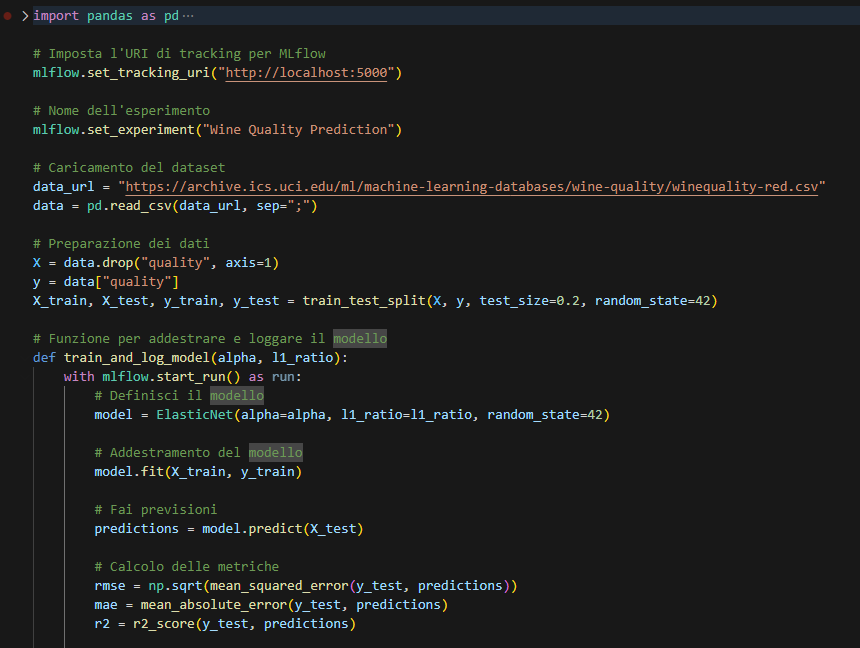 import pandas as pd ···
# Imposta l'URI di tracking per MLflow
mlflow.set_tracking_uri("http://localhost:5000")
# Nome dell'esperimento
mlflow.set_experiment("Wine Quality Prediction")
# Caricamento del dataset
data_url = "https://archive.ics.uci.edu/ml/machine-learning-databases/wine-quality/winequality-red.csv"
data = pd.read_csv(data_url, sep=";")
# Preparazione dei dati
X = data.drop("quality", axis=1)
y = data["quality"]
X_train, X_test, y_train, y_test = train_test_split(X, y, test_size=0.2, random_state=42)
# Funzione per addestrare e loggare il modello
def train_and_log_model(alpha, l1_ratio):
    with mlflow.start_run() as run:
        # Definisci il modello
        model = ElasticNet(alpha=alpha, l1_ratio=l1_ratio, random_state=42)
        # Addestramento del modello
        model.fit(X_train, y_train)
        # Fai previsioni
        predictions = model.predict(X_test)
        # Calcolo delle metriche
        rmse = np.sqrt(mean_squared_error(y_test, predictions))
        mae = mean_absolute_error(y_test, predictions)
        r2 = r2_score(y_test, predictions)